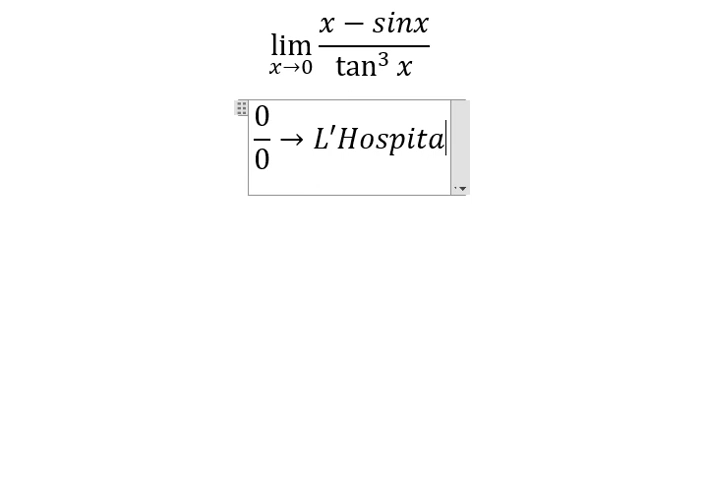 lim x→0 x − sinx / tan³ x
0/0 → L'Hospita